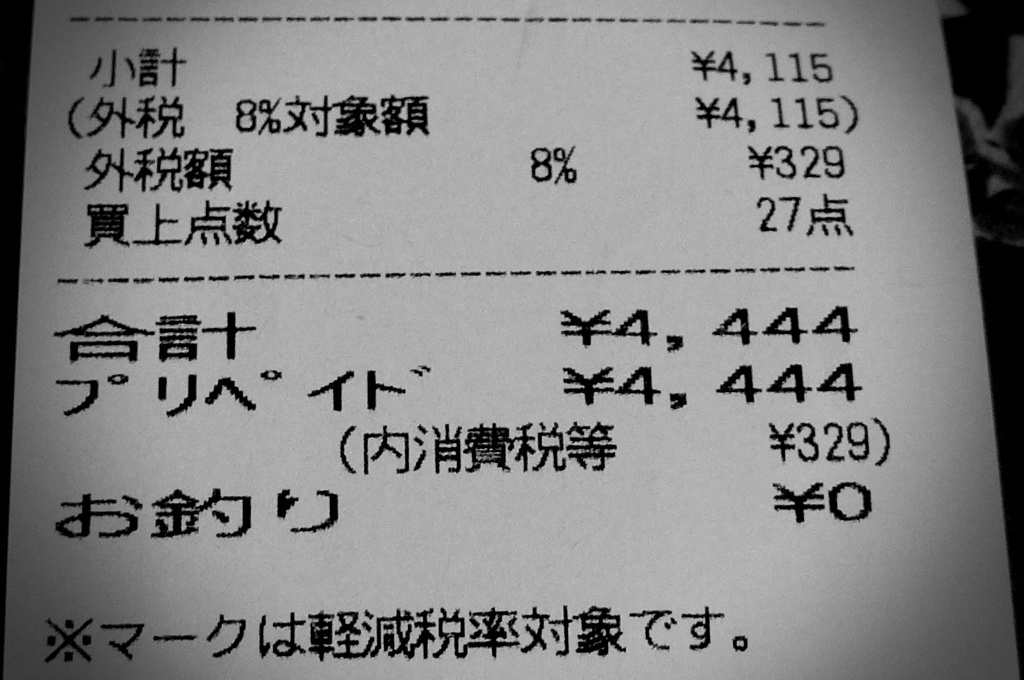 小計 ¥4,115
(外税 8%対象額 ¥4,115)
外税額 8% ¥329
買上点数 27点
合計 ¥4,444
プリペイド ¥4,444
(内消費税等 ¥329)
お釣り ¥0
※マークは軽減税率対象です。